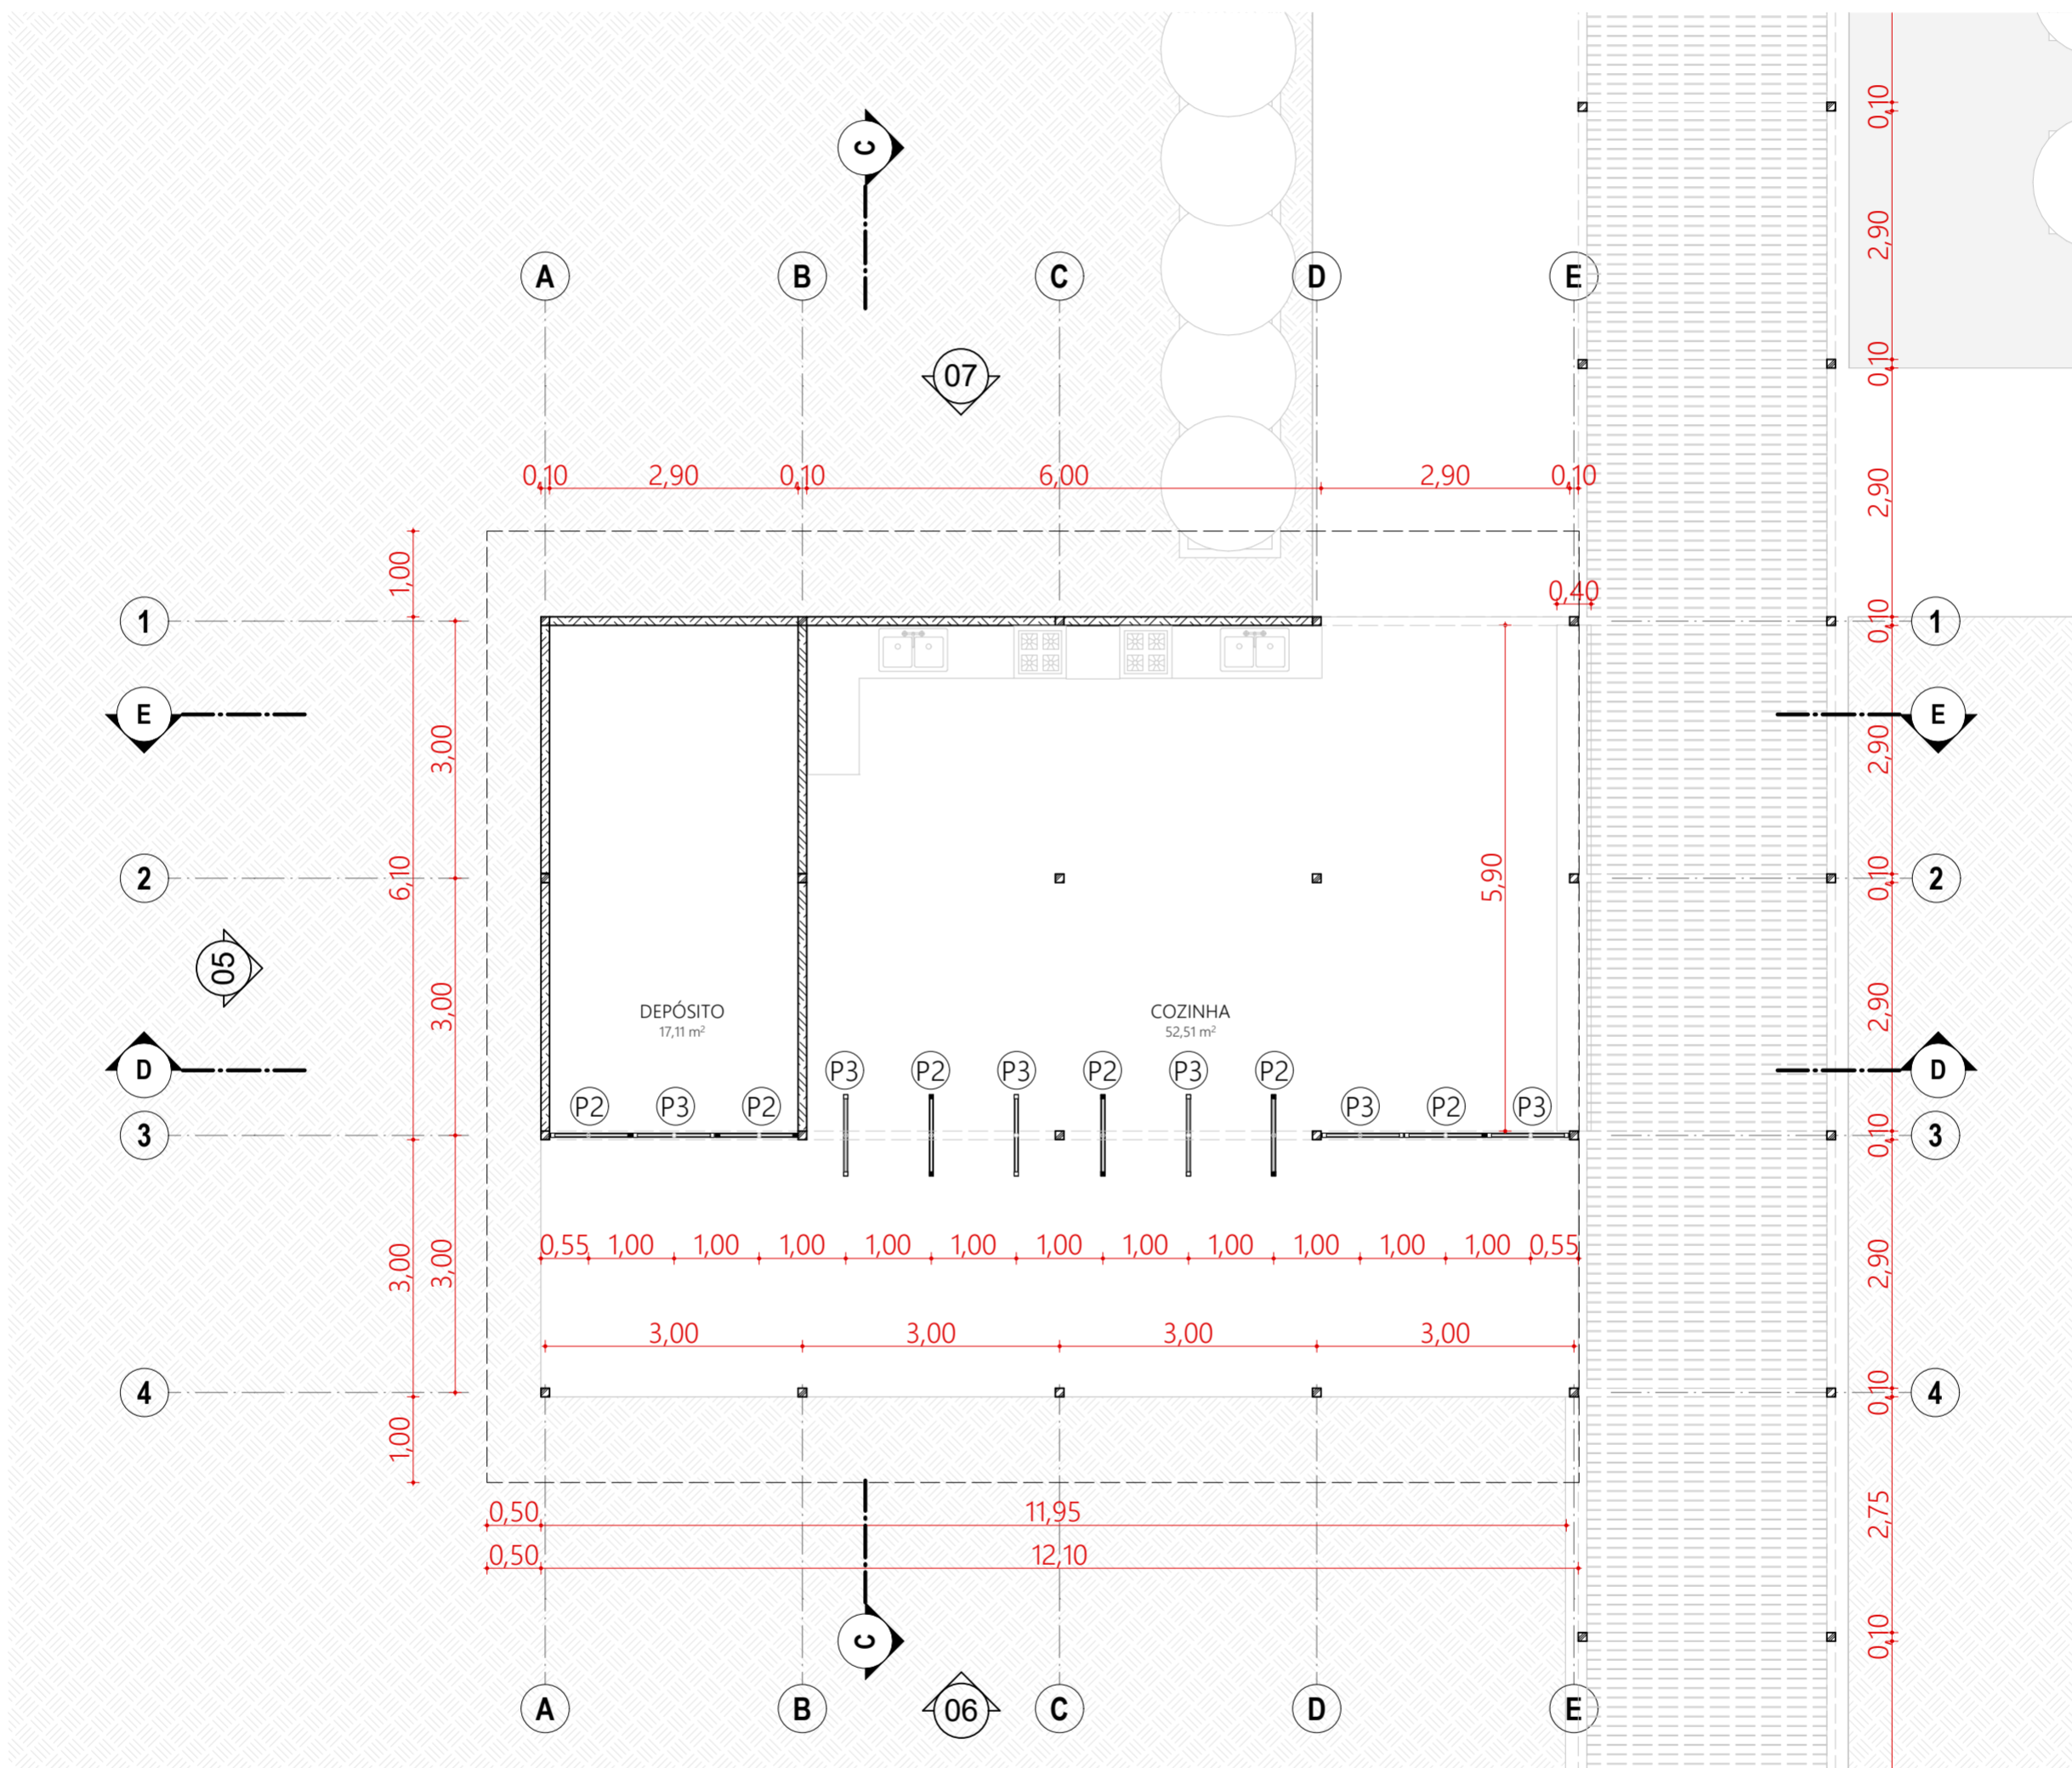 0,10
C
2,90
A
B
C
D
E
0,10
07
0,10
2,90
0,10
6,00
2,90
0,10
2,90
1,00
0,40
1
0,10
1
E
E
3,00
2,90
6,10
5,90
2
0,10
2
05
3,00
DEPÓSITO
17,11 m²
COZINHA
52,51 m²
2,90
D
P3
P2
P3
P2
P3
P2
D
P2
P3
P2
P3
P2
P3
3
0,10
3
3,00
3,00
0,55
1,00
1,00
1,00
1,00
1,00
1,00
1,00
1,00
1,00
1,00
1,00
0,55
2,90
3,00
3,00
3,00
3,00
4
0,10
4
1,00
0,50
11,95
2,75
0,50
12,10
C
0,10
A
B
06
C
D
E